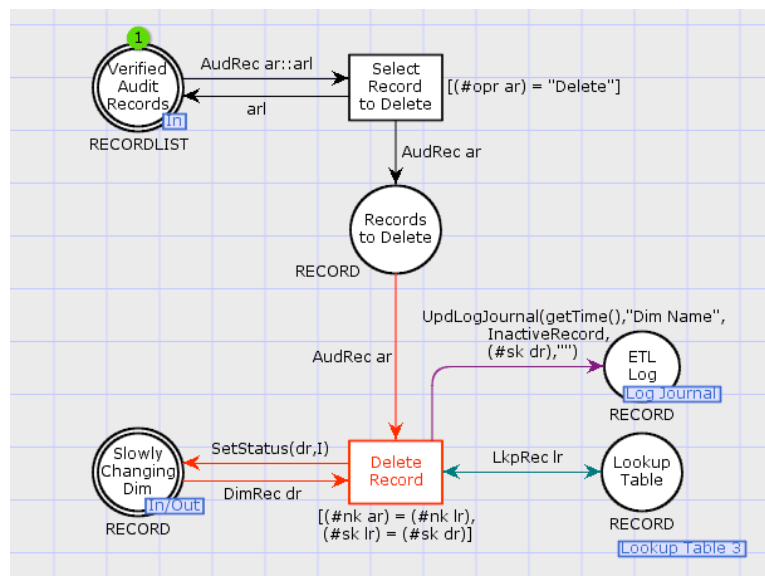 1
Verified
Audit
Records
In
RECORDLIST
AudRec ar::arl
arl
Select
Record
to Delete
[(#opr ar) = "Delete"]
AudRec ar
Records
to Delete
RECORD
AudRec ar
UpdLogJournal(getTime(),"Dim Name",
InactiveRecord,
(#sk dr),"")
ETL
Log
Log Journal
RECORD
Slowly
Changing
Dim
In/Out
RECORD
SetStatus(dr,I)
DimRec dr
Delete
Record
[(#nk ar) = (#nk lr),
(#sk lr) = (#sk dr)]
LkpRec lr
Lookup
Table
RECORD
Lookup Table 3